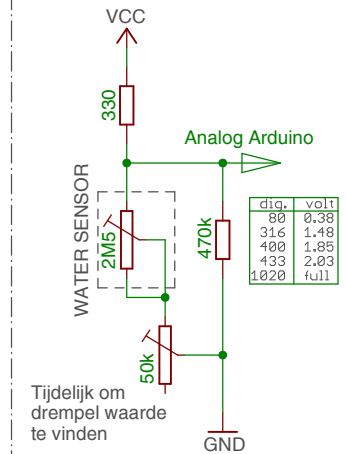 VCC
330
Analog Arduino
WATER SENSOR
2M5
470k
dig. volt
80 0.38
316 1.48
400 1.85
433 2.03
1020 full
50k
Tijdelijk om
drempel waarde
te vinden
GND